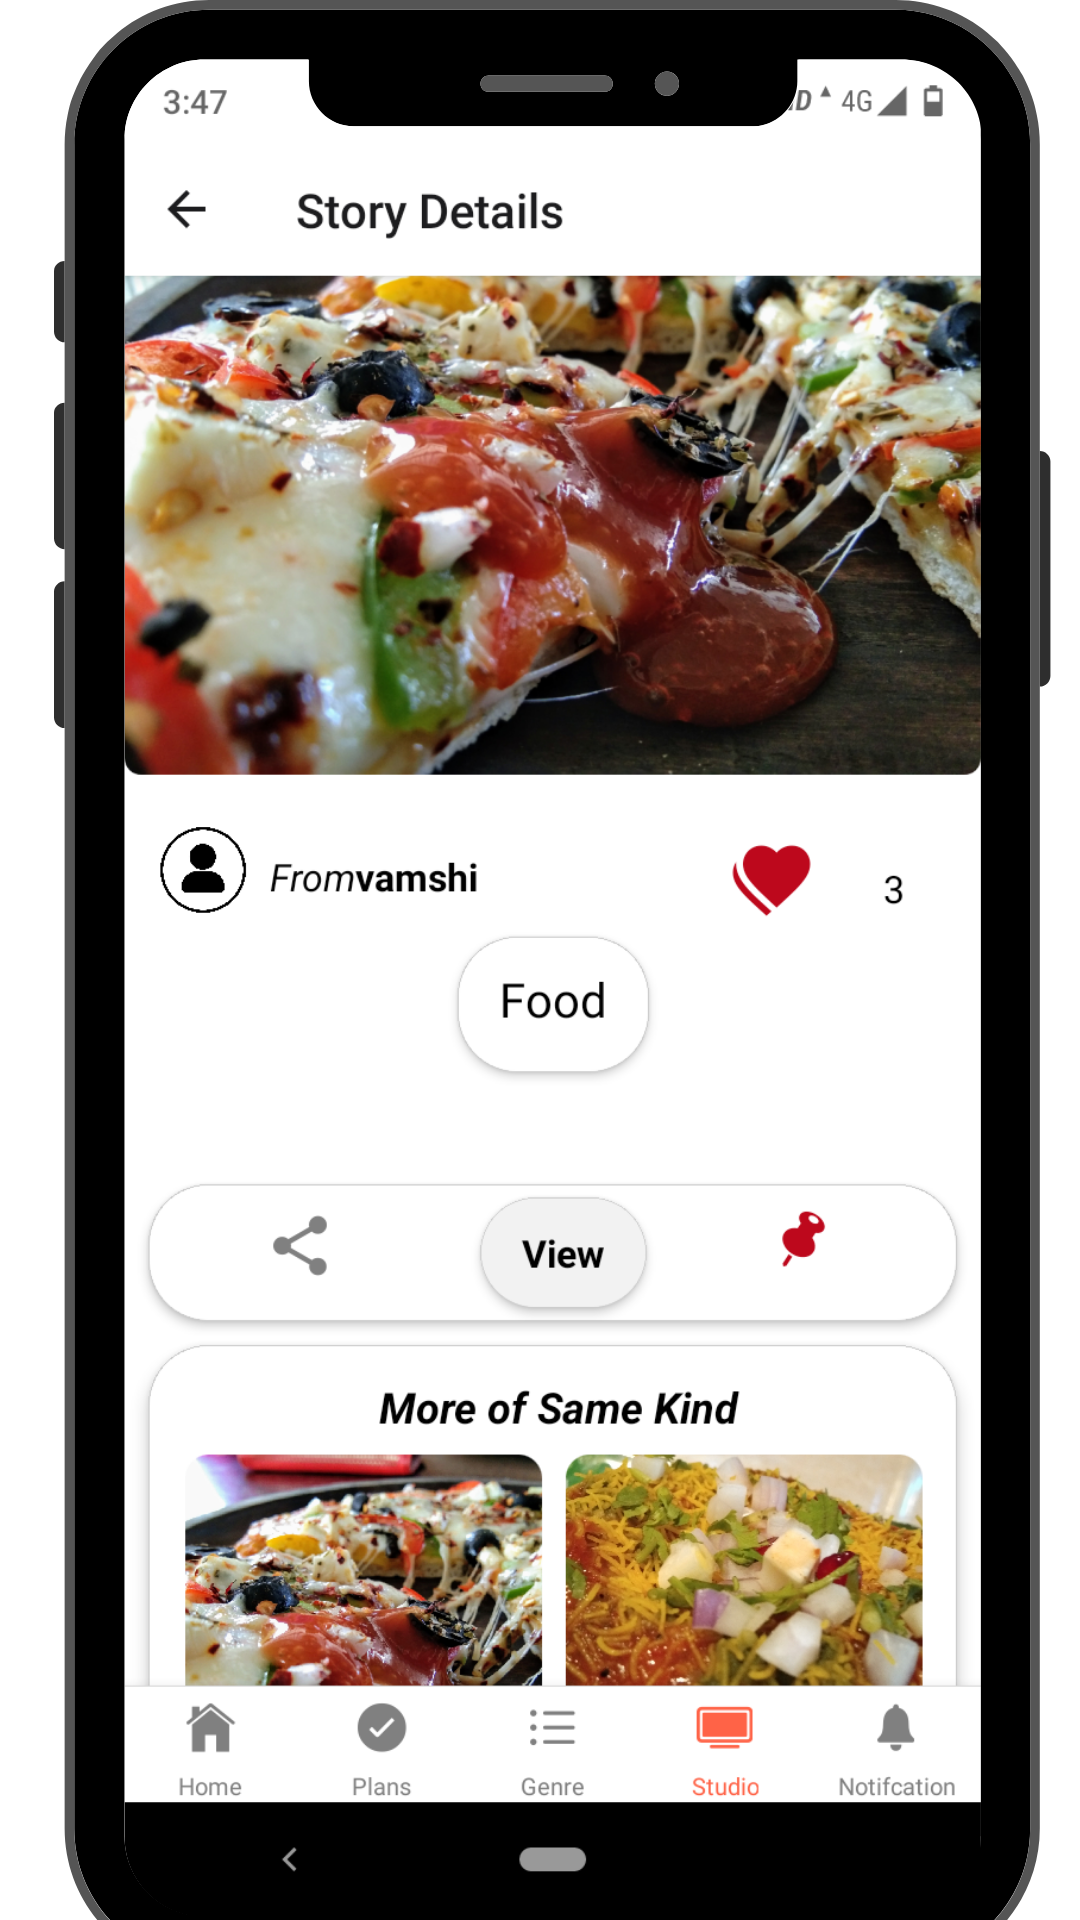 3:47
4G
Story Details
Fromvamshi
3
Food
View
More of Same Kind
Home
Plans
Genre
Studio
Notifcation